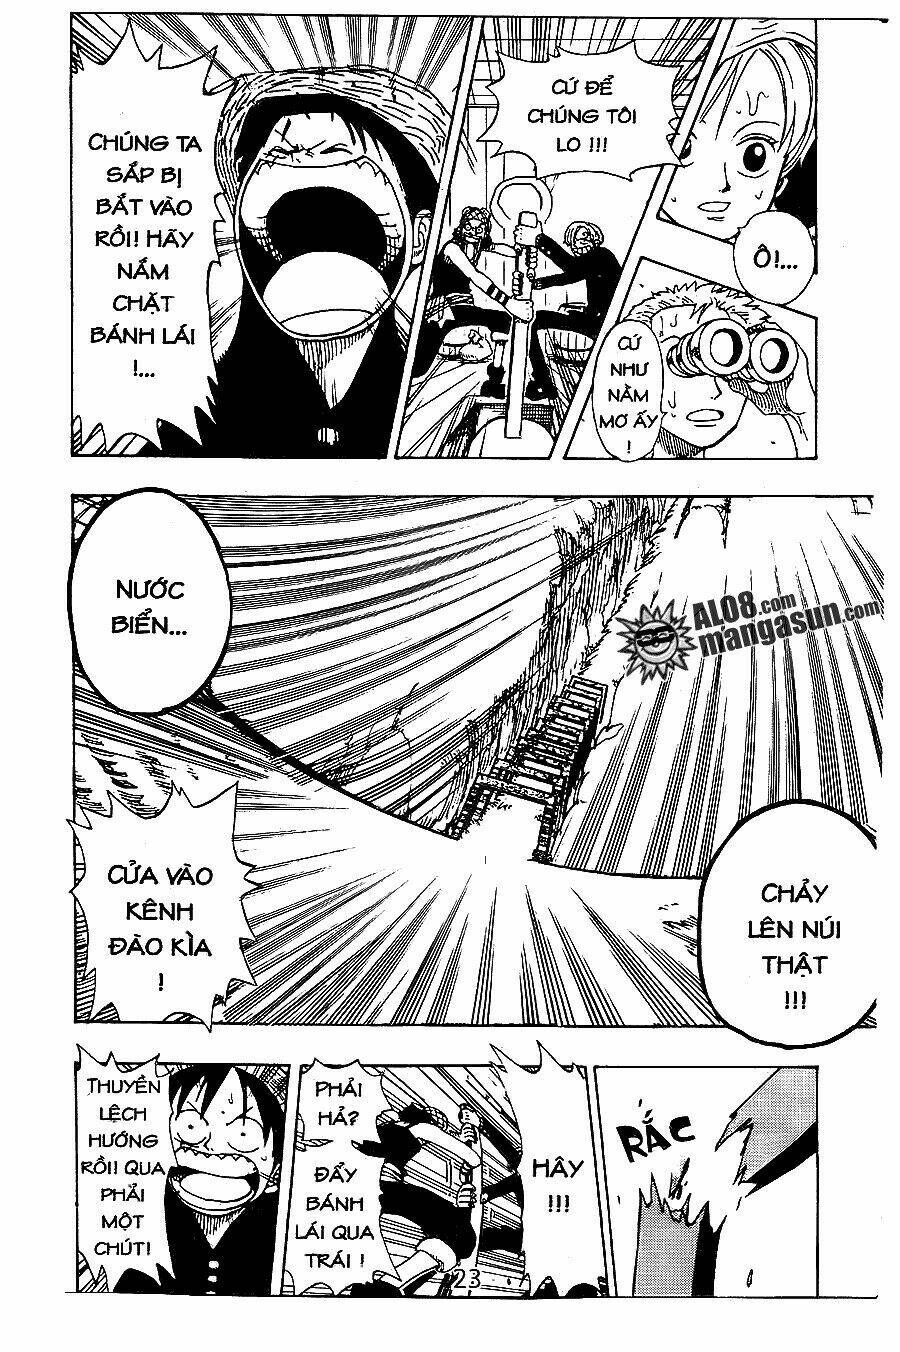 Ô!...
CỨ
NHƯ
NẰM
MƠ ẤY
!
CỨ ĐỂ
CHÚNG TÔI
LO !!!
CHÚNG TA
SẮP BỊ
BẮT VÀO
RỒI! HÃY
NẮM
CHẶT
BÁNH LÁI
!...
NƯỚC
BIỂN...
ALO8.com
mangasun.com
CHẢY
LÊN NÚI
THẬT
!!!
CỬA VÀO
KÊNH
ĐÀO KÌA
!
THUYỀN
LỆCH
HƯỚNG
RỒI! QUA
PHẢI
MỘT
CHÚT!
PHẢI
HẢ?
ĐẨY
BÁNH
LÁI QUA
TRÁI !
HÂY
!!!
RẮC
23